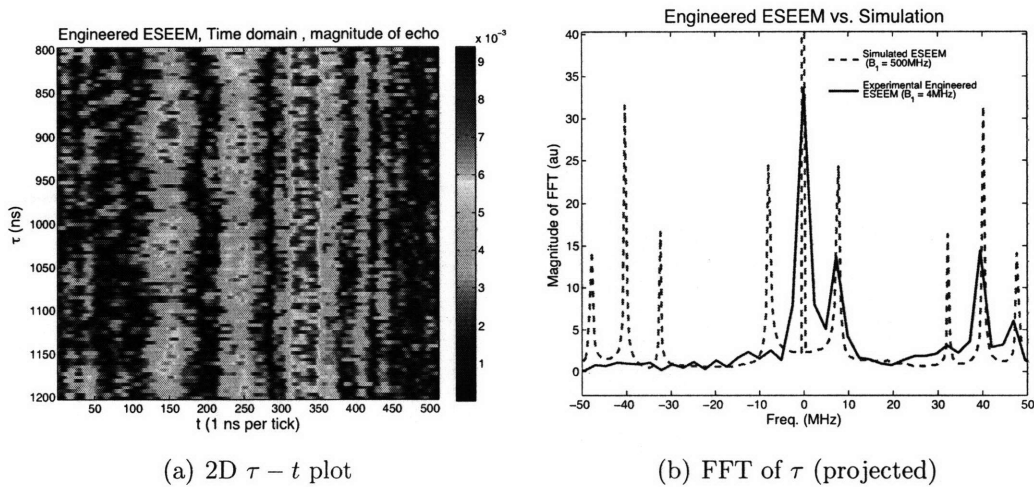 Engineered ESEEM, Time domain , magnitude of echo
x 10⁻³
800
850
900
950
1000
1050
1100
1150
1200
τ (ns)
50 100 150 200 250 300 350 400 450 500
t (1 ns per tick)
9
8
7
6
5
4
3
2
1
(a) 2D τ − t plot
Engineered ESEEM vs. Simulation
Simulated ESEEM
(B₁ = 500MHz)
Experimental Engineered
ESEEM (B₁ = 4MHz)
40
35
30
25
20
15
10
5
0
Magnitude of FFT (au)
−50 −40 −30 −20 −10 0 10 20 30 40 50
Freq. (MHz)
(b) FFT of τ (projected)